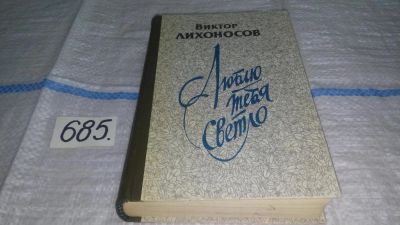 Виктор
ЛИХОНОСОВ
Люблю
тебя
светло
685.